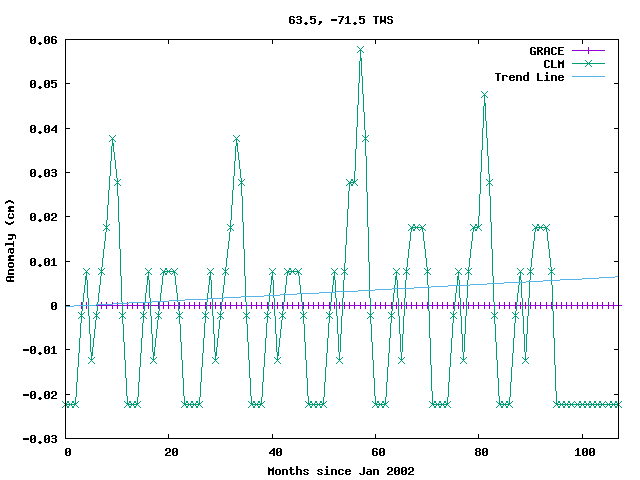 63.5, -71.5 TWS
GRACE
CLM
Trend Line
0.06
0.05
0.04
0.03
0.02
0.01
0
-0.01
-0.02
-0.03
Anomaly (cm)
0 20 40 60 80 100
Months since Jan 2002